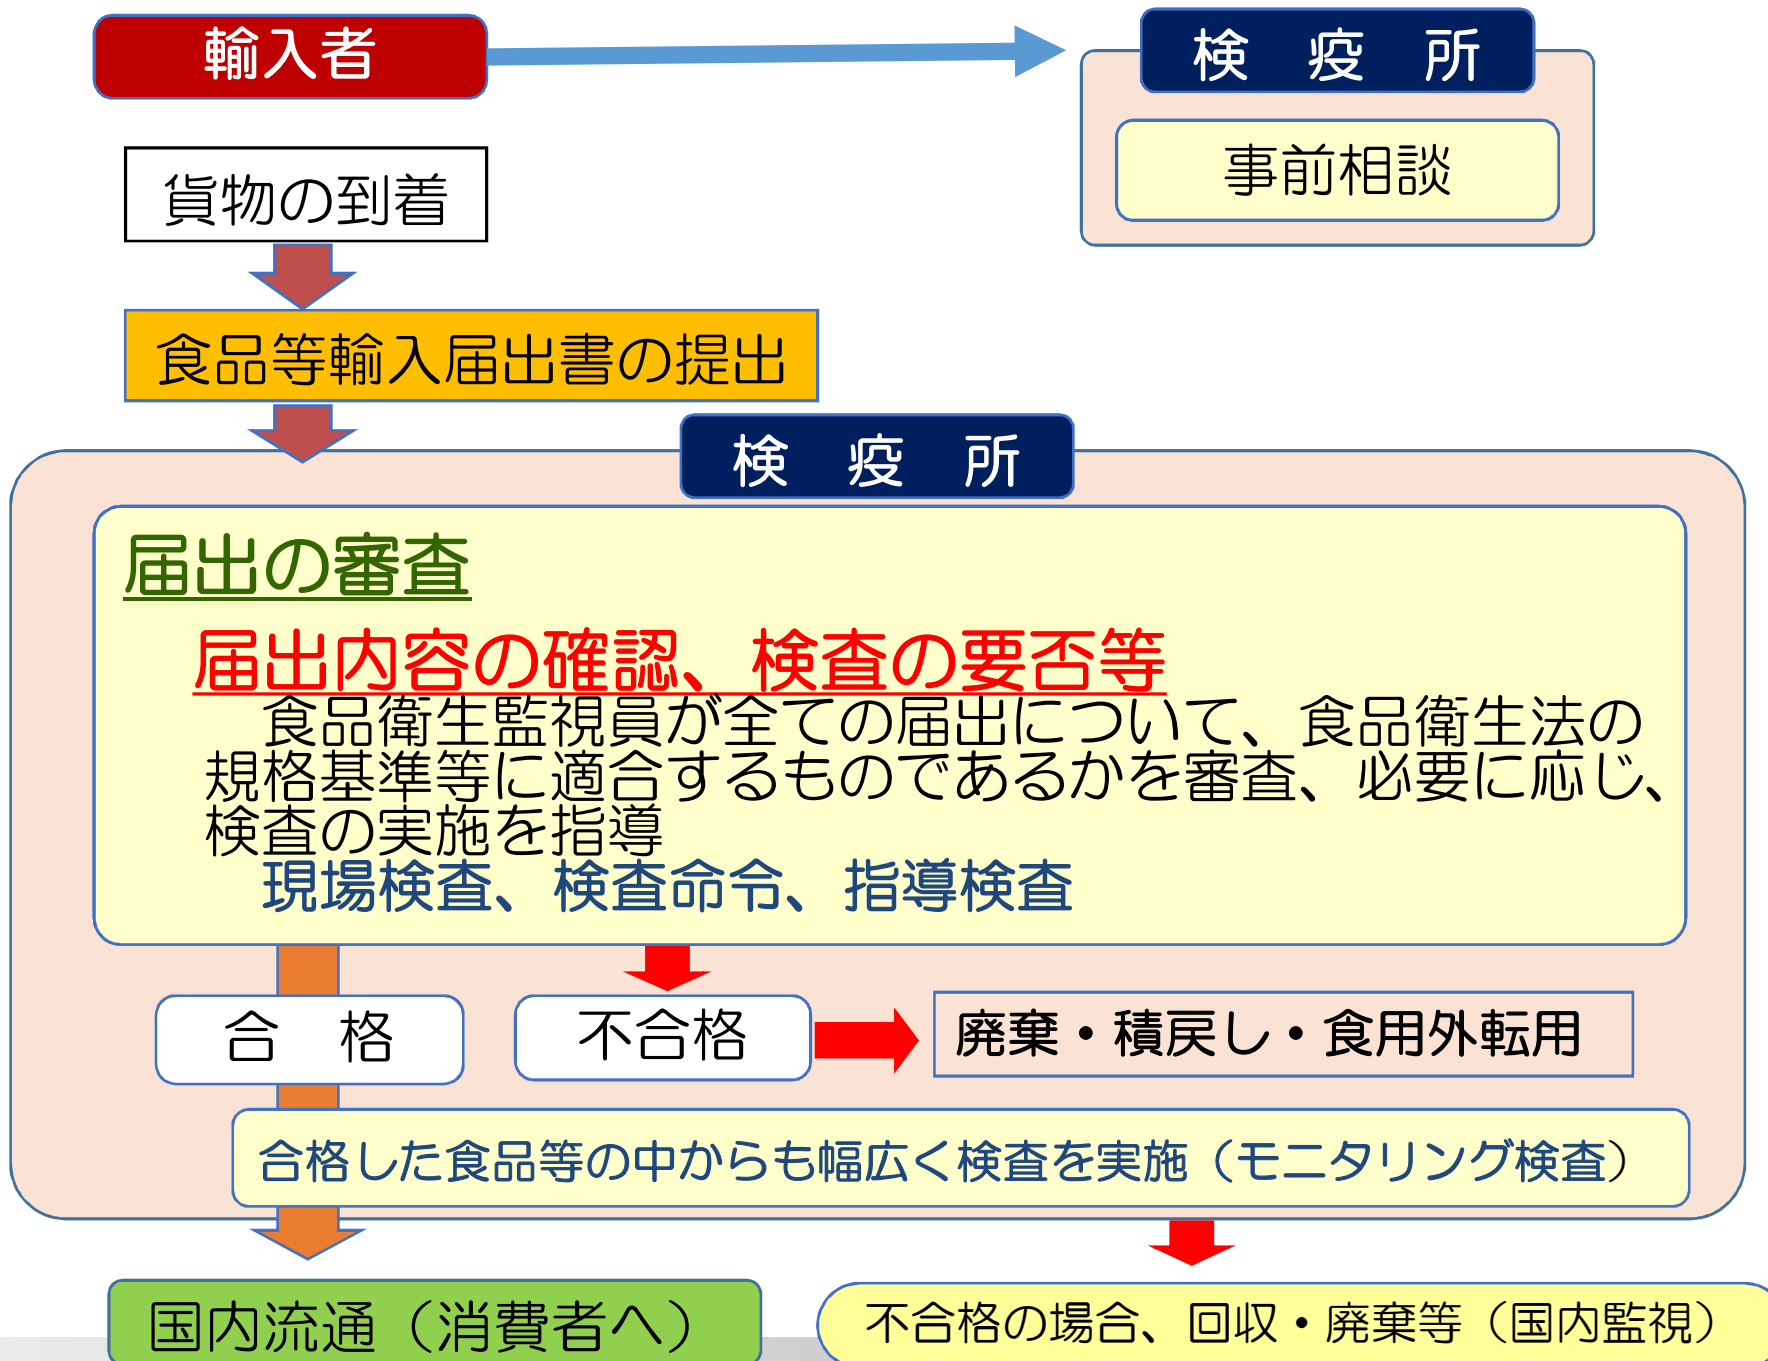 輸入者
検　疫　所
事前相談
貨物の到着
食品等輸入届出書の提出
検　疫　所
届出の審査
届出内容の確認、検査の要否等
食品衛生監視員が全ての届出について、食品衛生法の
規格基準等に適合するものであるかを審査、必要に応じ、
検査の実施を指導
現場検査、検査命令、指導検査
合　格
不合格
廃棄・積戻し・食用外転用
合格した食品等の中からも幅広く検査を実施（モニタリング検査）
国内流通（消費者へ）
不合格の場合、回収・廃棄等（国内監視）